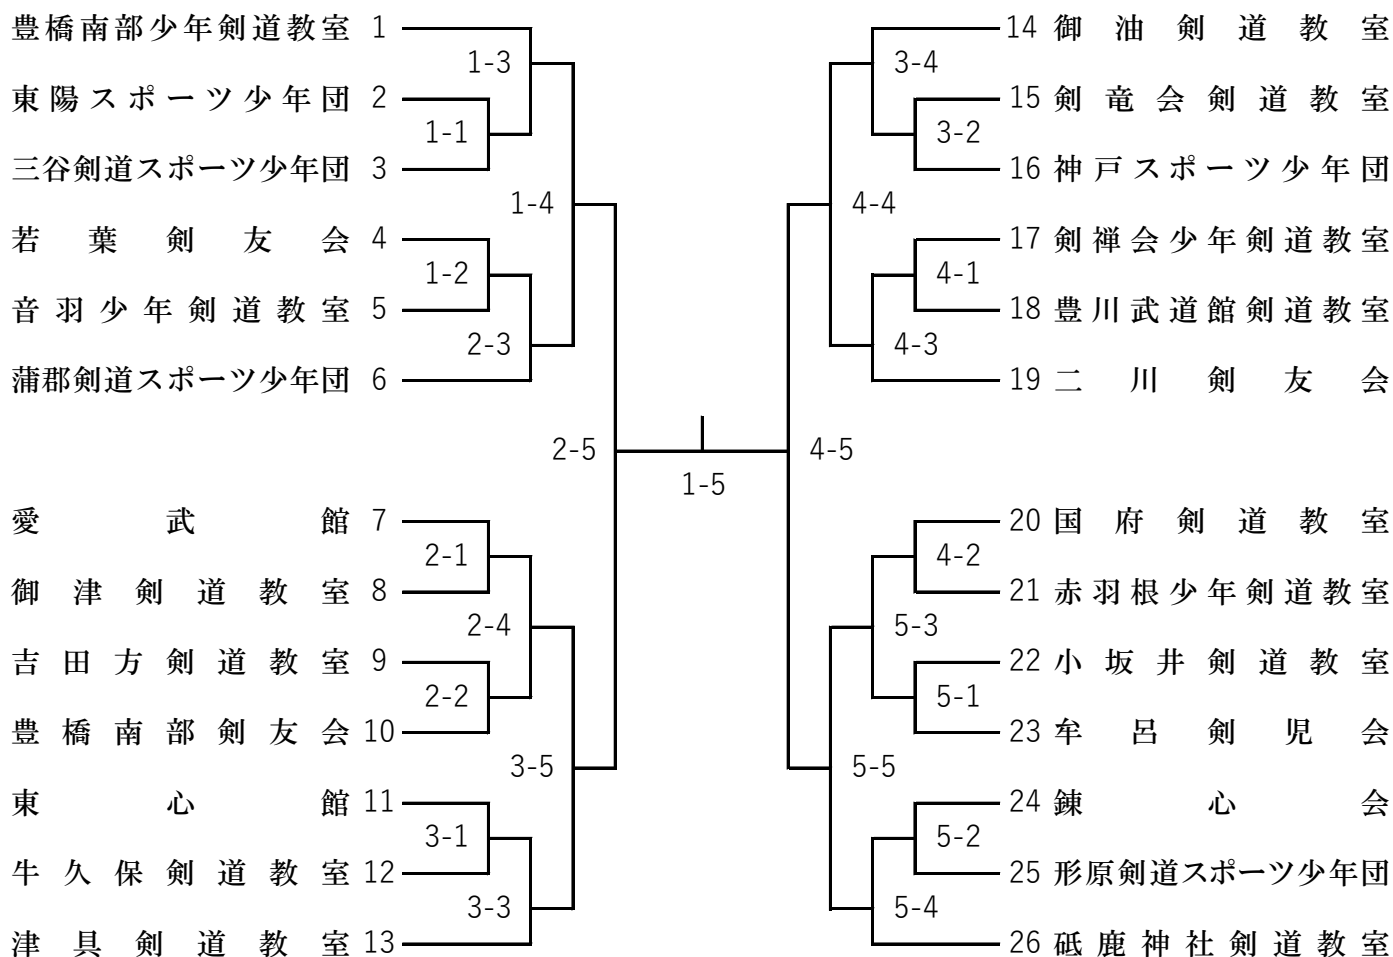 豊橋南部少年剣道教室 1
東陽スポーツ少年団 2
三谷剣道スポーツ少年団 3
若葉剣友会 4
音羽少年剣道教室 5
蒲郡剣道スポーツ少年団 6
愛武館 7
御津剣道教室 8
吉田方剣道教室 9
豊橋南部剣友会 10
東心館 11
牛久保剣道教室 12
津具剣道教室 13
1-3
1-1
1-4
1-2
2-3
2-5
2-1
2-4
2-2
3-5
3-1
3-3
1-5
3-4
3-2
4-4
4-1
4-3
4-5
4-2
5-3
5-1
5-5
5-2
5-4
14 御油剣道教室
15 剣竜会剣道教室
16 神戸スポーツ少年団
17 剣禅会少年剣道教室
18 豊川武道館剣道教室
19 二川剣友会
20 国府剣道教室
21 赤羽根少年剣道教室
22 小坂井剣道教室
23 牟呂剣児会
24 錬心会
25 形原剣道スポーツ少年団
26 砥鹿神社剣道教室